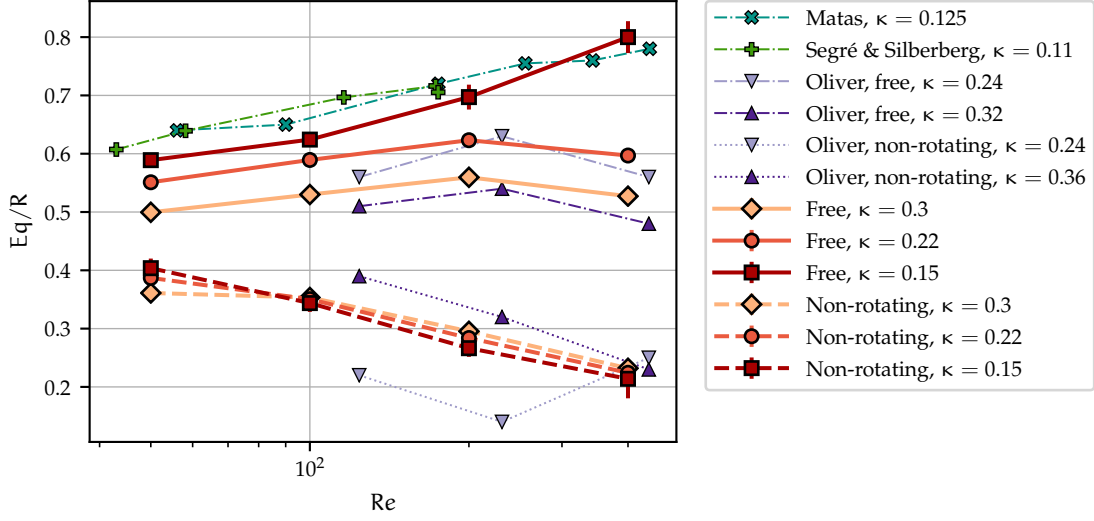 0.8
0.7
0.6
0.5
0.4
0.3
0.2
Eq/R
10²
Re
Matas, κ = 0.125
Segré & Silberberg, κ = 0.11
Oliver, free, κ = 0.24
Oliver, free, κ = 0.32
Oliver, non-rotating, κ = 0.24
Oliver, non-rotating, κ = 0.36
Free, κ = 0.3
Free, κ = 0.22
Free, κ = 0.15
Non-rotating, κ = 0.3
Non-rotating, κ = 0.22
Non-rotating, κ = 0.15